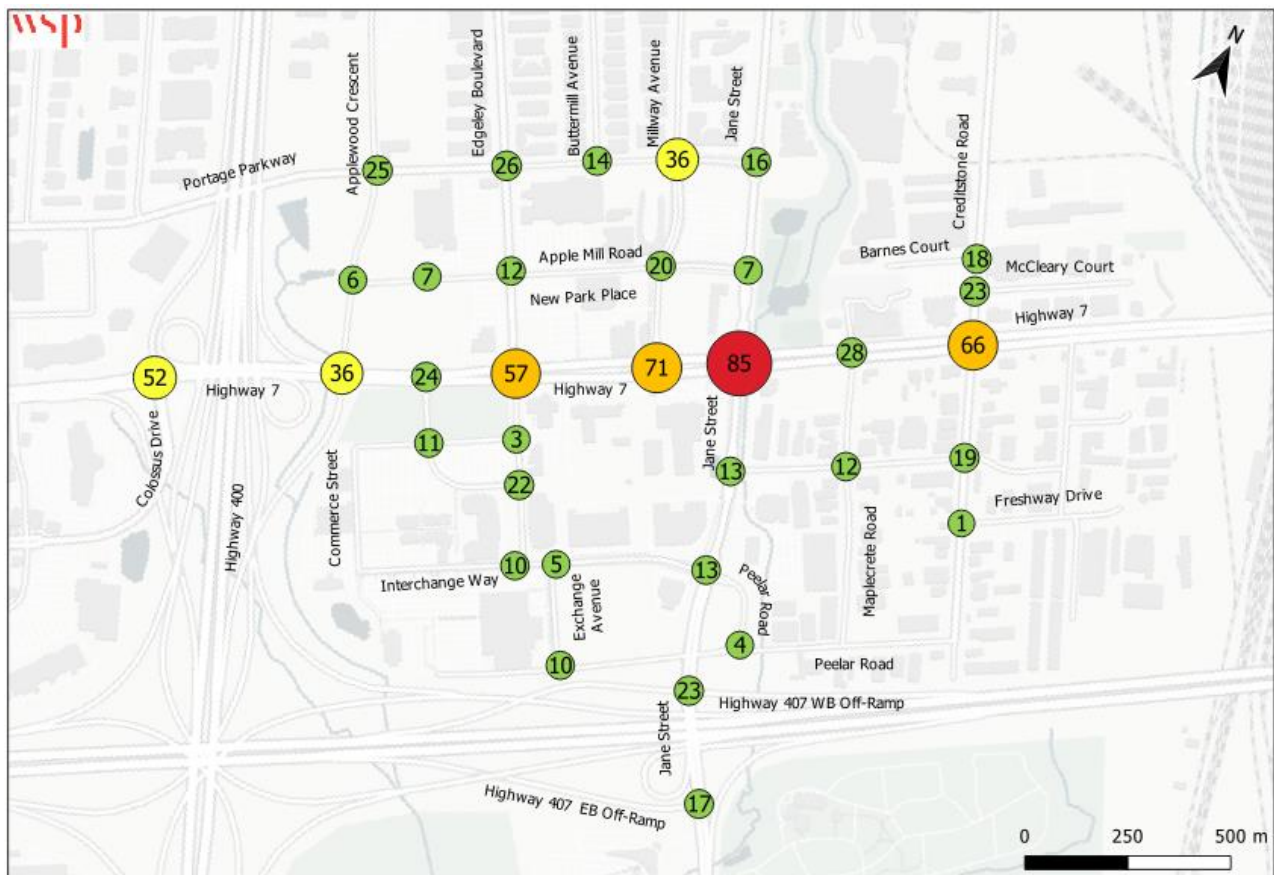 wsp
N
Applewood Crescent
Edgeley Boulevard
Buttermill Avenue
Millway Avenue
Jane Street
Portage Parkway
25
26
14
36
16
Creditstone Road
Barnes Court
18
McCleary Court
Apple Mill Road
6
7
12
20
7
23
New Park Place
Highway 7
52
36
24
57
71
85
28
66
Highway 7
Highway 7
Colossus Drive
Highway 400
Commerce Street
11
3
22
Jane Street
13
12
19
Freshway Drive
1
Maplecrete Road
Interchange Way
10
5
Exchange
Avenue
13
Peelar Road
4
10
Peelar Road
23
Highway 407 WB Off-Ramp
Jane Street
Highway 407 EB Off-Ramp
17
0 250 500 m